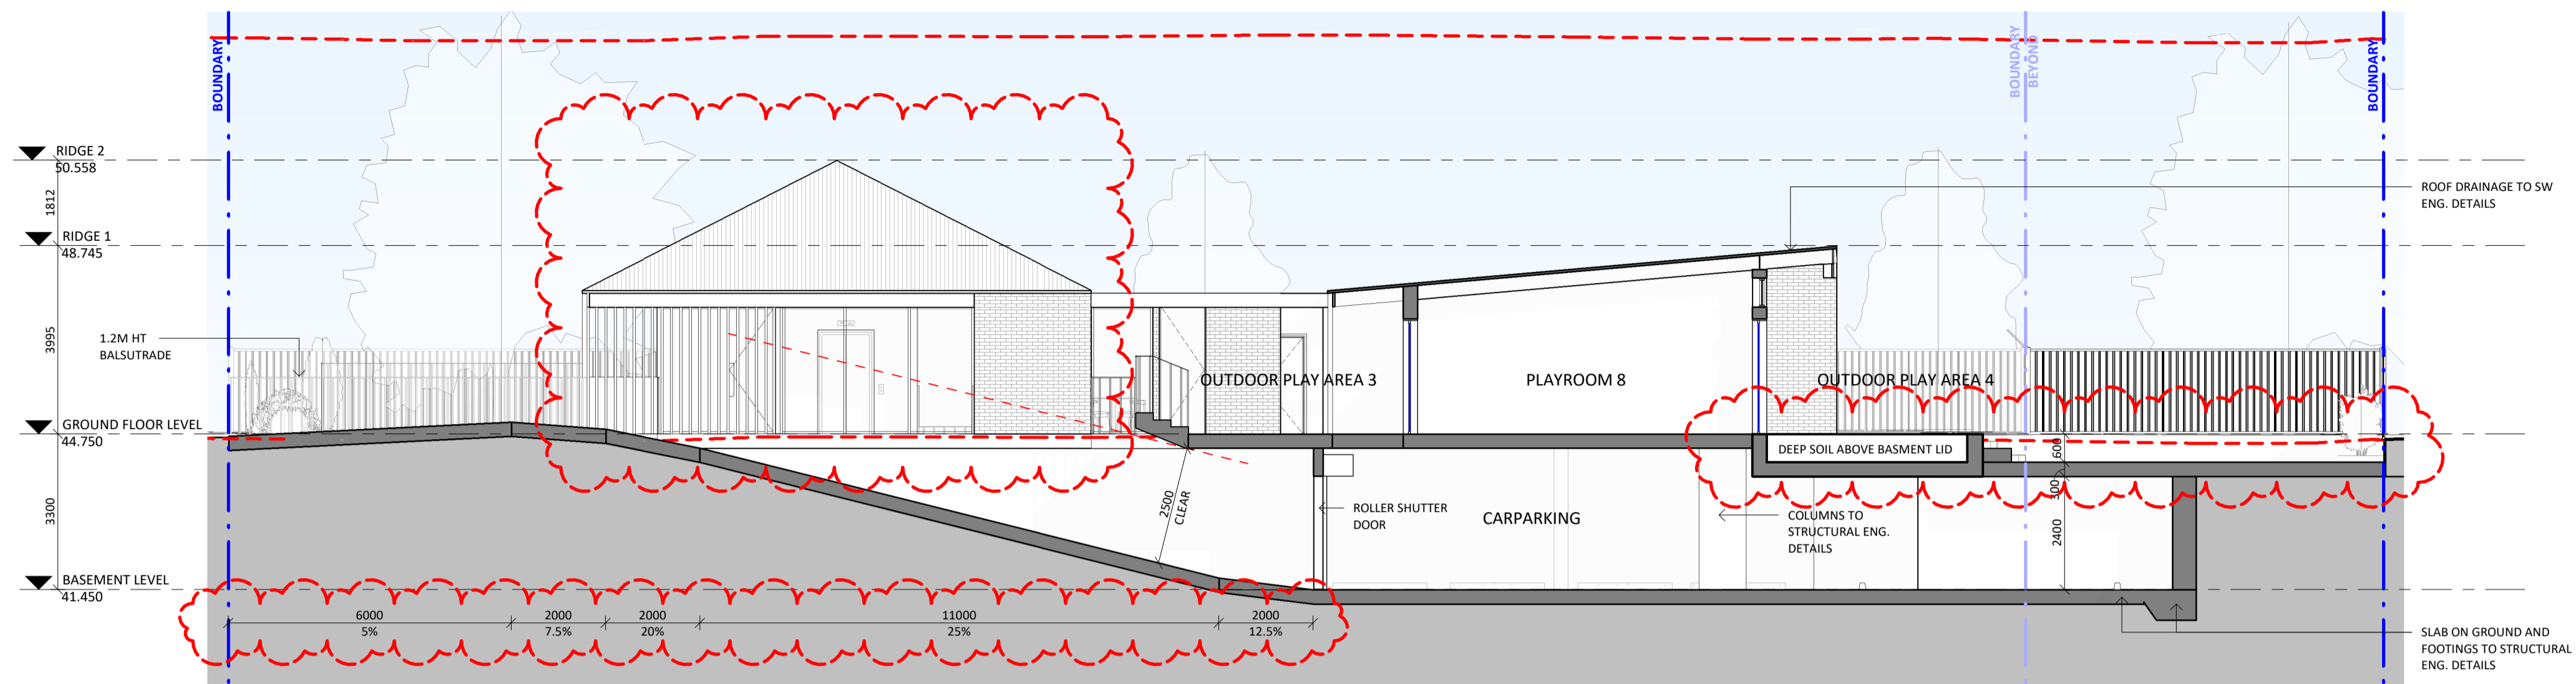 BOUNDARY
BOUNDARY
BEYOND
BOUNDARY
RIDGE 2
50.558
1812
RIDGE 1
48.745
3995
1.2M HT
BALSUTRADE
GROUND FLOOR LEVEL
44.750
3300
BASEMENT LEVEL
41.450
6000
5%
2000
7.5%
2000
20%
11000
25%
2000
12.5%
2500
CLEAR
OUTDOOR PLAY AREA 3
PLAYROOM 8
OUTDOOR PLAY AREA 4
DEEP SOIL ABOVE BASMENT LID
600
300
2400
ROLLER SHUTTER
DOOR
CARPARKING
COLUMNS TO
STRUCTURAL ENG.
DETAILS
ROOF DRAINAGE TO SW
ENG. DETAILS
SLAB ON GROUND AND
FOOTINGS TO STRUCTURAL
ENG. DETAILS